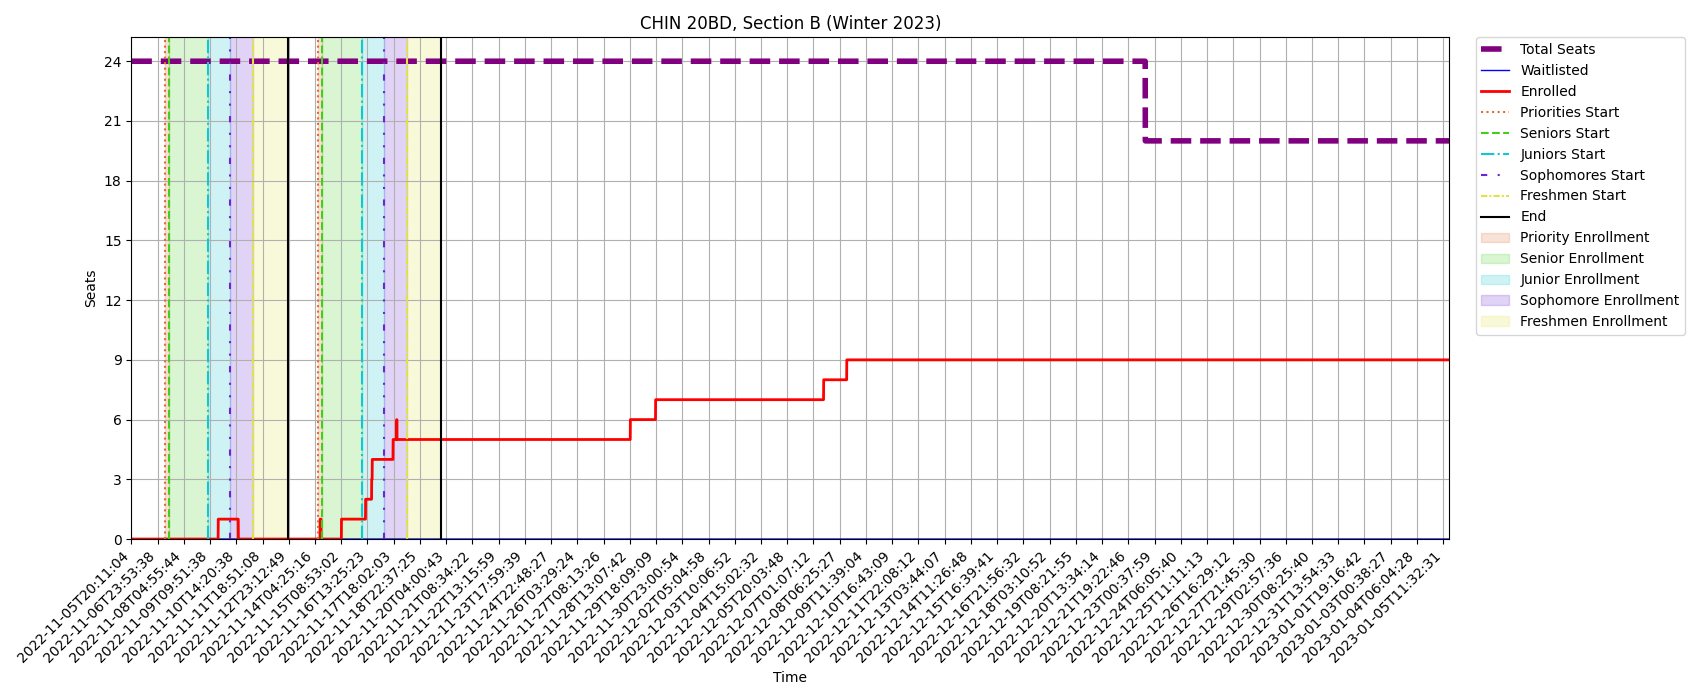 CHIN 20BD, Section B (Winter 2023)
Seats
24
21
18
15
12
9
6
3
0
2022-11-05T20:11:04
2022-11-06T23:53:38
2022-11-08T04:55:44
2022-11-09T09:51:38
2022-11-10T14:20:38
2022-11-11T18:51:08
2022-11-12T23:12:49
2022-11-14T04:25:16
2022-11-15T08:53:02
2022-11-16T13:25:23
2022-11-17T18:02:03
2022-11-18T22:37:25
2022-11-20T04:00:43
2022-11-21T08:34:22
2022-11-22T13:15:59
2022-11-23T17:59:39
2022-11-24T22:48:27
2022-11-26T03:29:24
2022-11-27T08:13:26
2022-11-28T13:07:42
2022-11-29T18:09:09
2022-11-30T23:00:54
2022-12-02T05:04:58
2022-12-03T10:06:52
2022-12-04T15:02:32
2022-12-05T20:03:48
2022-12-07T01:07:12
2022-12-08T06:25:27
2022-12-09T11:39:04
2022-12-10T16:43:09
2022-12-11T22:08:12
2022-12-13T03:44:07
2022-12-14T11:26:48
2022-12-15T16:39:41
2022-12-16T21:56:32
2022-12-18T03:10:52
2022-12-19T08:21:55
2022-12-20T13:34:14
2022-12-21T19:22:46
2022-12-23T00:37:59
2022-12-24T06:05:40
2022-12-25T11:11:13
2022-12-26T16:29:12
2022-12-27T21:45:30
2022-12-29T02:57:36
2022-12-30T08:25:40
2022-12-31T13:54:33
2023-01-01T19:16:42
2023-01-03T00:38:27
2023-01-04T06:04:28
2023-01-05T11:32:31
Time
Total Seats
Waitlisted
Enrolled
Priorities Start
Seniors Start
Juniors Start
Sophomores Start
Freshmen Start
End
Priority Enrollment
Senior Enrollment
Junior Enrollment
Sophomore Enrollment
Freshmen Enrollment